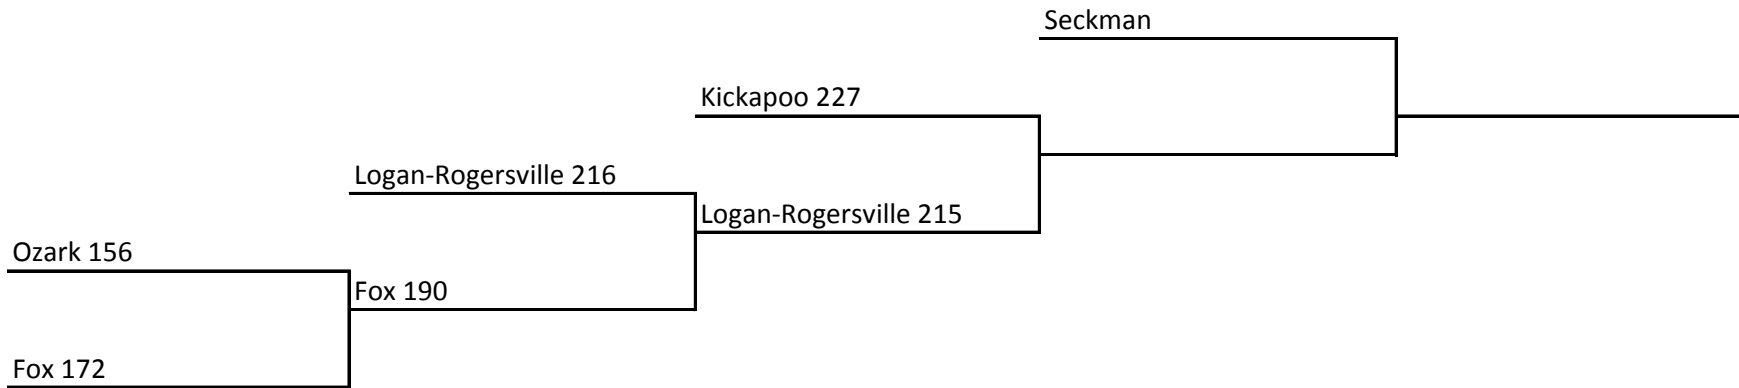 Seckman
Kickapoo 227
Logan-Rogersville 216
Logan-Rogersville 215
Ozark 156
Fox 190
Fox 172